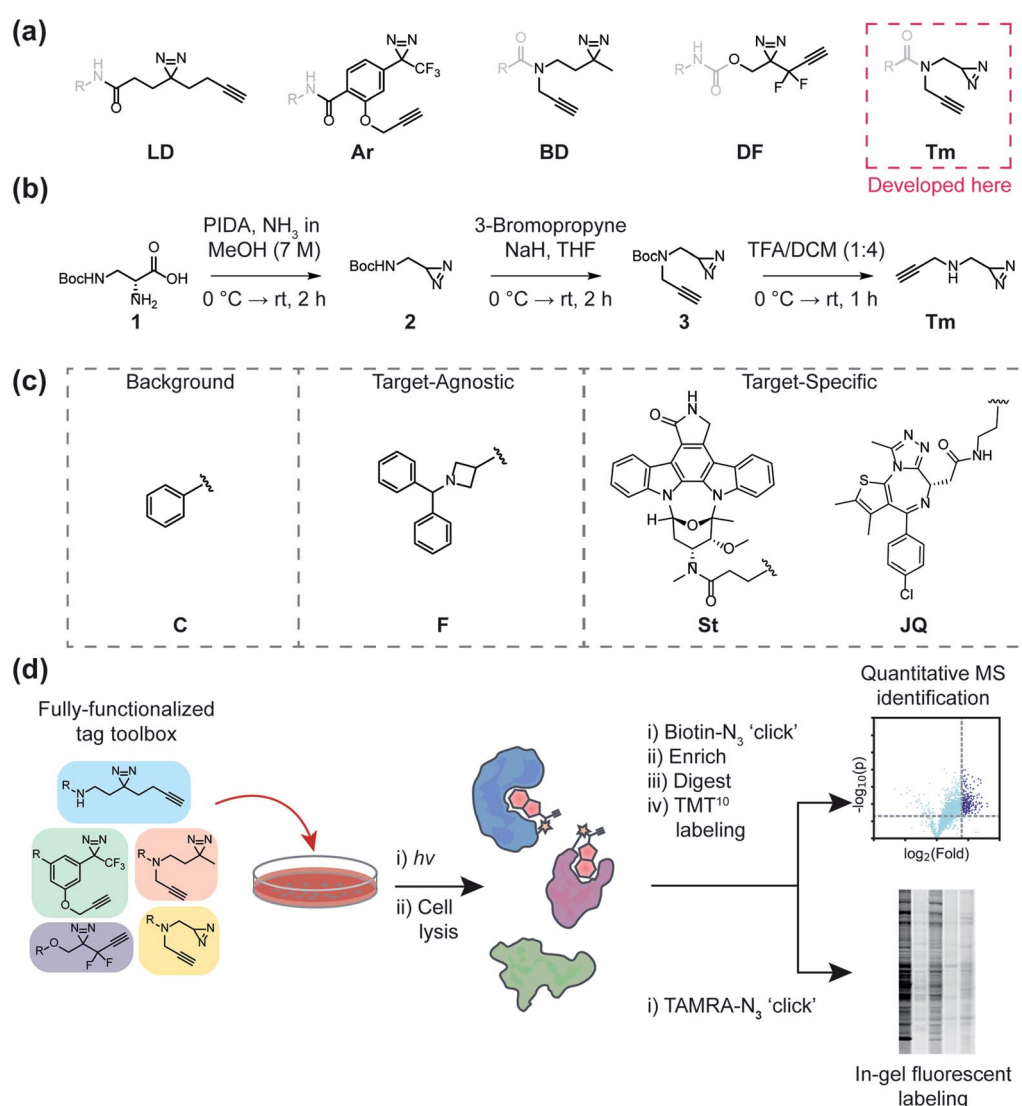 (a)
N=N
H
N
R
O
LD
N=N
CF3
H
N
R
O
O
Ar
O
R
N
N=N
BD
H
N
R
O
O
N=N
F
F
DF
O
R
N
N
N
Tm
Developed here
(b)
BocHN
O
OH
NH2
1
PIDA, NH3 in
MeOH (7 M)
0 °C → rt, 2 h
BocHN
N
N
2
3-Bromopropyne
NaH, THF
0 °C → rt, 2 h
Boc
N
N
N
3
TFA/DCM (1:4)
0 °C → rt, 1 h
H
N
N
N
Tm
(c)
Background
C
Target-Agnostic
N
F
Target-Specific
H
N
O
N
N
H
O
O
N
O
St
N
N
N
O
NH
S
N
Cl
JQ
(d)
Fully-functionalized
tag toolbox
N=N
R
N
H
R
N=N
CF3
O
R
N
N=N
R
O
N=N
F
F
R
N
N
N
i) hv
ii) Cell
lysis
i) Biotin-N3 ‘click’
ii) Enrich
iii) Digest
iv) TMT10
labeling
i) TAMRA-N3 ‘click’
Quantitative MS
identification
-log10(p)
log2(Fold)
In-gel fluorescent
labeling